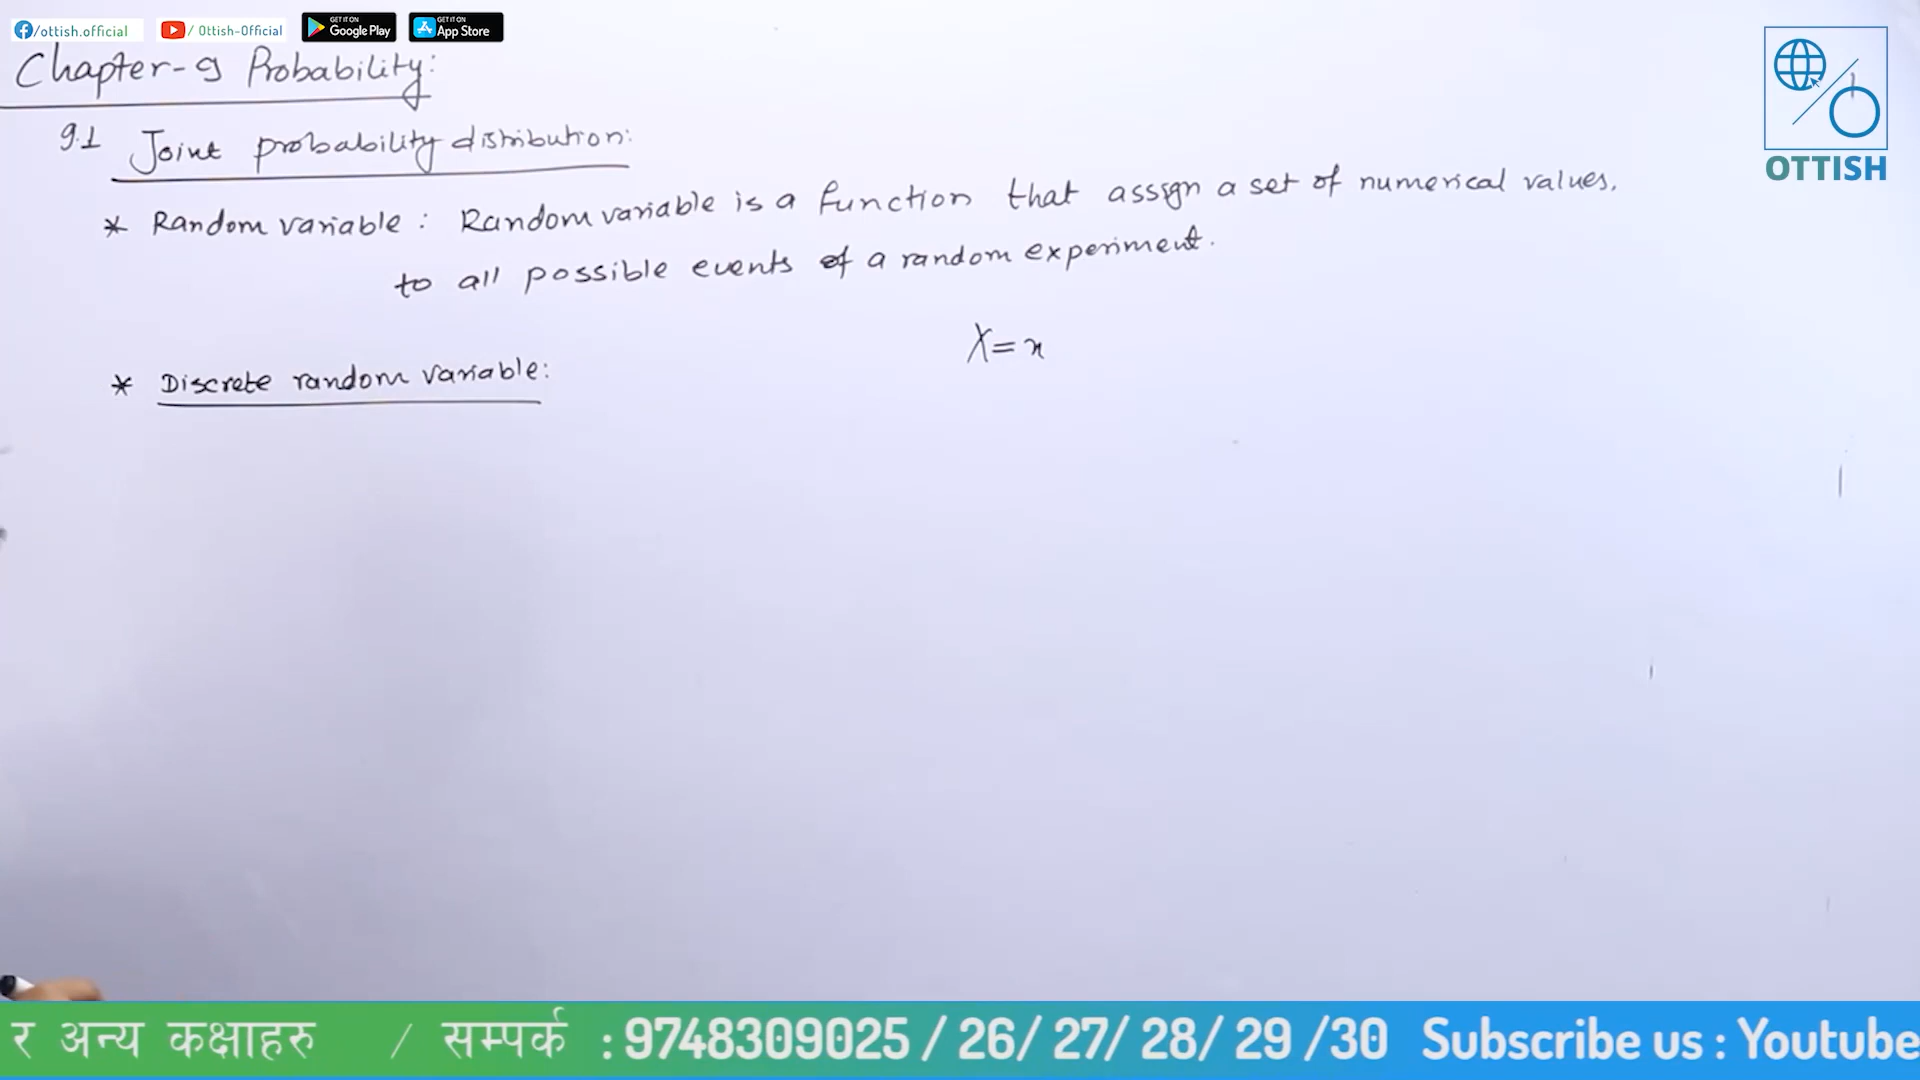 /ottish.official / Ottish-Official GET IT ON Google Play GET IT ON App Store
Chapter-9 Probability:
OTTISH
9.1 Joint probability distribution:
* Random variable: Random variable is a function that assign a set of numerical values,
to all possible events of a random experiment.
X = x
* Discrete random variable:
र अन्य कक्षाहरु / सम्पर्क : 9748309025 / 26/ 27/ 28/ 29 /30 Subscribe us : Youtube